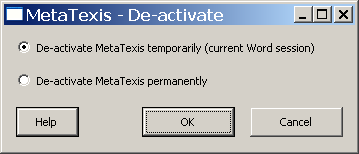 MetaTexis - De-activate
De-activate MetaTexis temporarily (current Word session)
De-activate MetaTexis permanently
Help OK Cancel